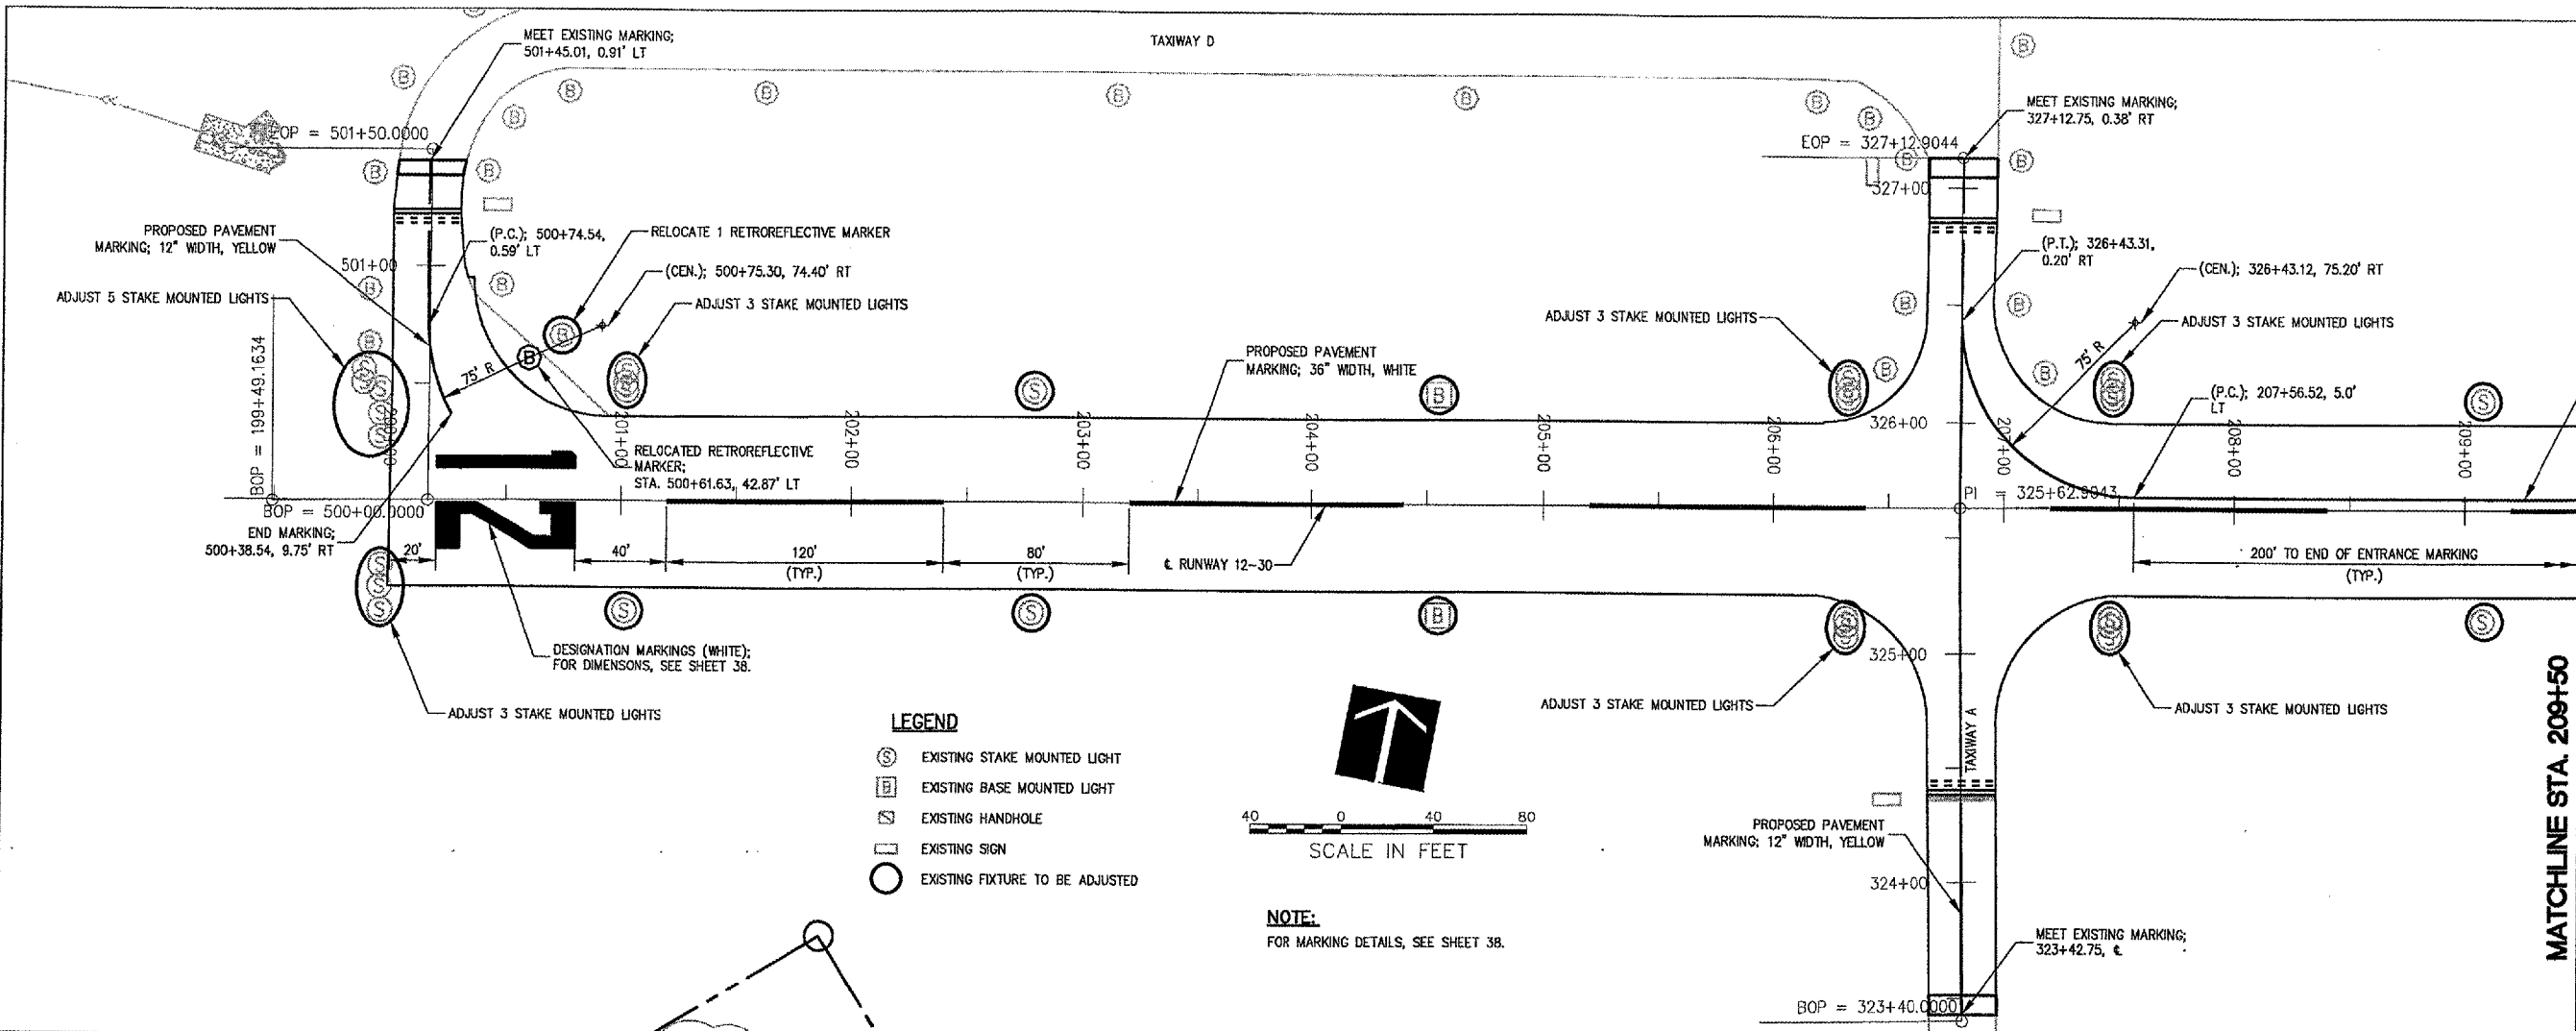 MEET EXISTING MARKING;
501+45.01, 0.91' LT
TAXIWAY D
B
B
B
B
B
B
B
B
B
MEET EXISTING MARKING;
327+12.75, 0.38' RT
EOP = 501+50.0000
EOP = 327+12.9044
B
B
B
B
327+00
PROPOSED PAVEMENT
MARKING; 12" WIDTH, YELLOW
(P.C.); 500+74.54,
0.59' LT
RELOCATE 1 RETROREFLECTIVE MARKER
(P.T.); 326+43.31,
0.20' RT
501+00
(CEN.); 500+75.30, 74.40' RT
(CEN.); 326+43.12, 75.20' RT
ADJUST 5 STAKE MOUNTED LIGHTS
B
B
ADJUST 3 STAKE MOUNTED LIGHTS
B
B
ADJUST 3 STAKE MOUNTED LIGHTS
ADJUST 3 STAKE MOUNTED LIGHTS
BOP = 199+49.1634
B
B
B
75' R
PROPOSED PAVEMENT
MARKING; 36" WIDTH, WHITE
B
B
75' R
S
S
S
S
S
B
(P.C.); 207+56.52, 5.0'
LT
S
201+00
202+00
203+00
204+00
205+00
206+00
326+00
207+00
208+00
209+00
RELOCATED RETROREFLECTIVE
MARKER;
STA. 500+61.63, 42.87' LT
12
BOP = 500+00.0000
PI = 325+62.9043
END MARKING;
500+38.54, 9.75' RT
20'
40'
120'
(TYP.)
80'
(TYP.)
℄ RUNWAY 12-30
200' TO END OF ENTRANCE MARKING
(TYP.)
S
S
S
S
S
B
S
DESIGNATION MARKINGS (WHITE);
FOR DIMENSONS, SEE SHEET 38.
325+00
ADJUST 3 STAKE MOUNTED LIGHTS
ADJUST 3 STAKE MOUNTED LIGHTS
ADJUST 3 STAKE MOUNTED LIGHTS
TAXIWAY A
MATCHLINE STA. 209+50
LEGEND
S EXISTING STAKE MOUNTED LIGHT
B EXISTING BASE MOUNTED LIGHT
EXISTING HANDHOLE
EXISTING SIGN
EXISTING FIXTURE TO BE ADJUSTED
40 0 40 80
SCALE IN FEET
PROPOSED PAVEMENT
MARKING; 12" WIDTH, YELLOW
324+00
NOTE:
FOR MARKING DETAILS, SEE SHEET 38.
MEET EXISTING MARKING;
323+42.75, ℄
BOP = 323+40.0000